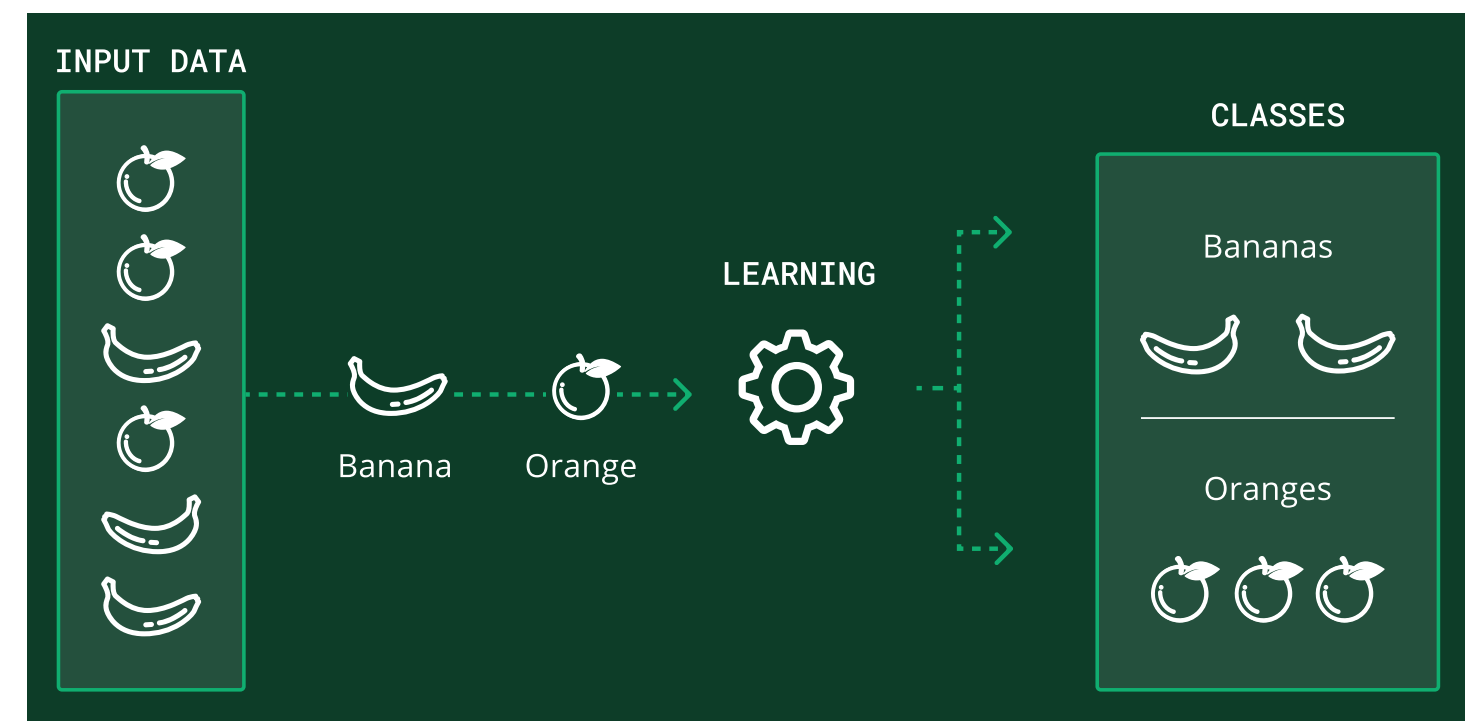 INPUT DATA
CLASSES
Bananas
LEARNING
Banana
Orange
Oranges